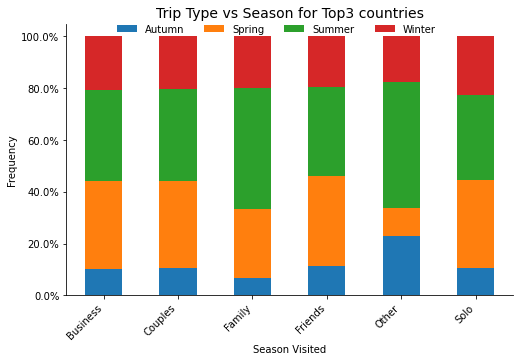 Trip Type vs Season for Top3 countries
Autumn Spring Summer Winter
100.0%
80.0%
60.0%
40.0%
20.0%
0.0%
Frequency
Business Couples Family Friends Other Solo
Season Visited